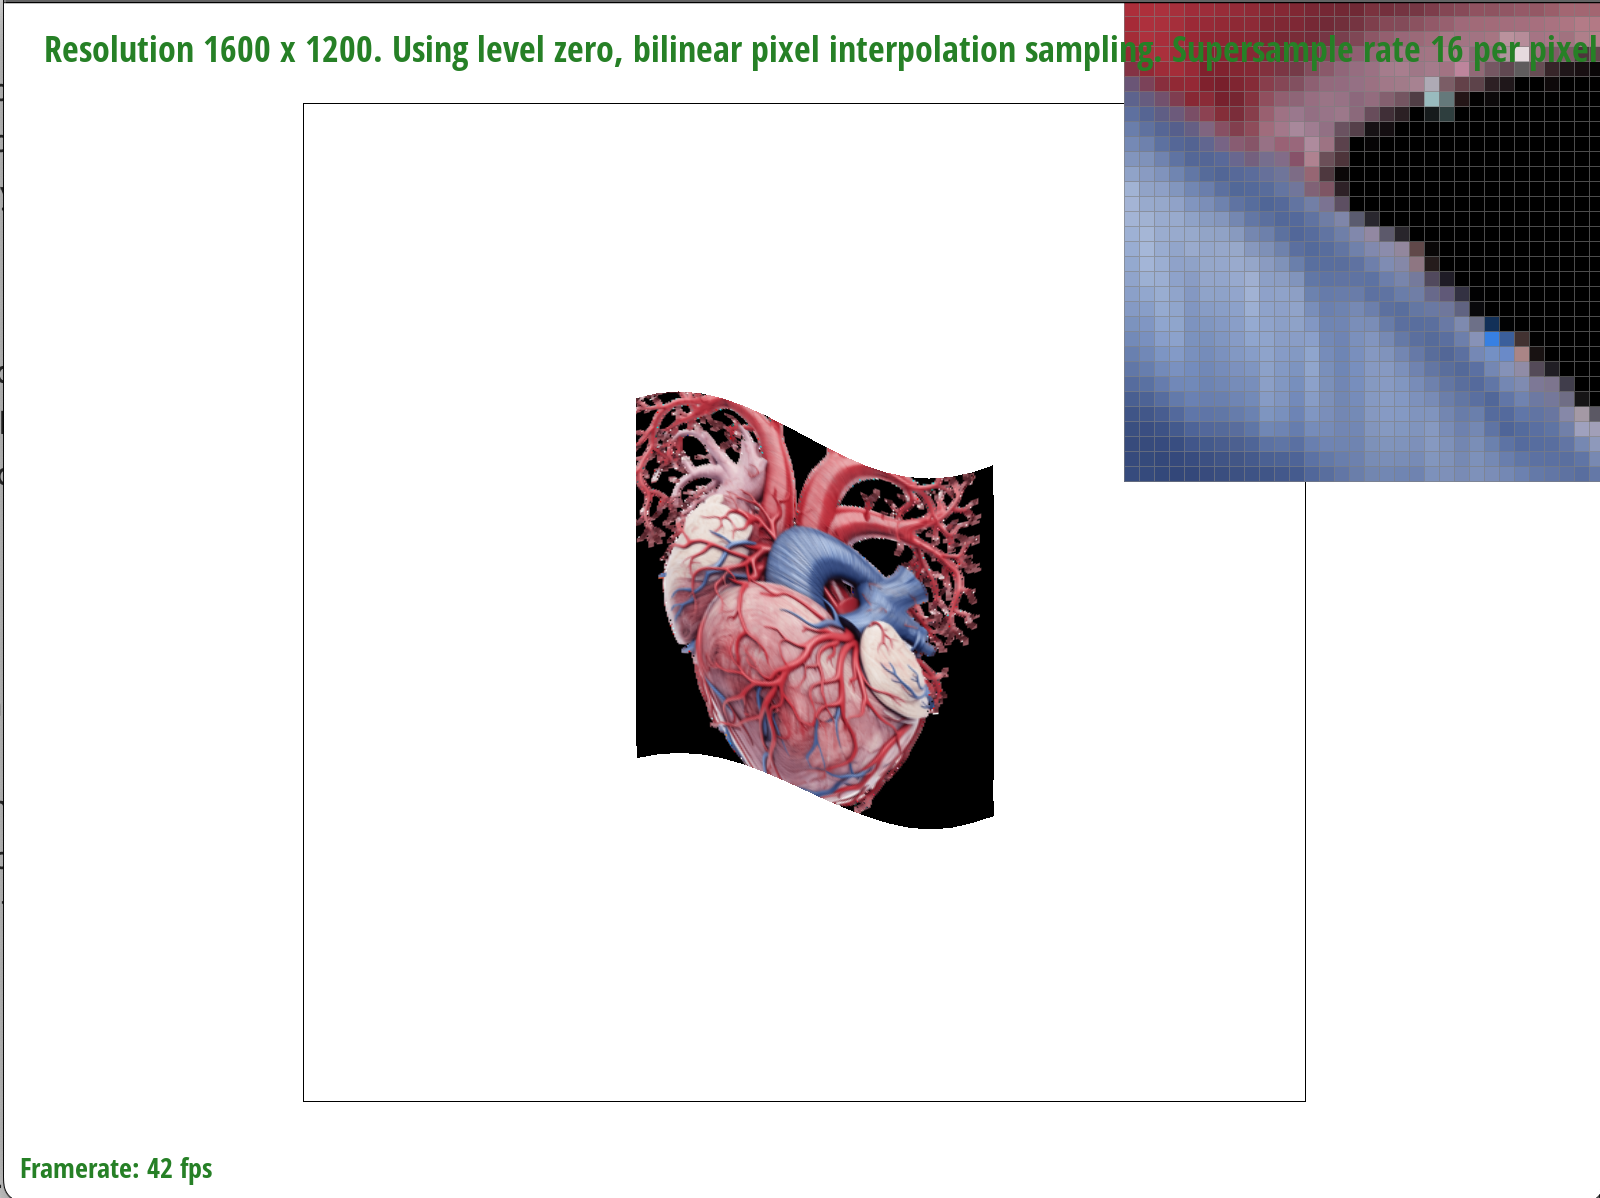 Resolution 1600 x 1200. Using level zero, bilinear pixel interpolation sampling. Supersample rate 16 per pixel
Framerate: 42 fps